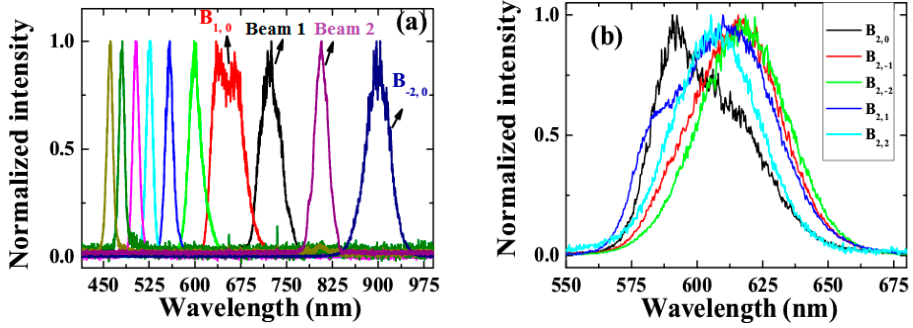 (a)
B1, 0
Beam 1
Beam 2
B-2,0
1.0
0.5
0.0
Normalized intensity
450 525 600 675 750 825 900 975
Wavelength (nm)
(b)
B2,0
B2,-1
B2,-2
B2,1
B2,2
1.0
0.5
0.0
Normalized intensity
550 575 600 625 650 675
Wavelength (nm)